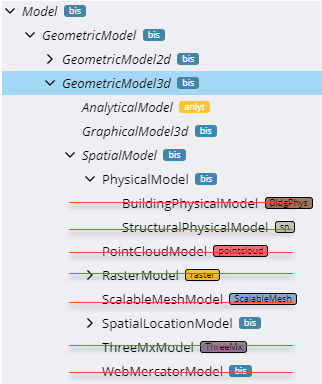 Model bis
GeometricModel bis
GeometricModel2d bis
GeometricModel3d bis
AnalyticalModel anlyt
GraphicalModel3d bis
SpatialModel bis
PhysicalModel bis
BuildingPhysicalModel BldgPhys
StructuralPhysicalModel sp
PointCloudModel pointcloud
RasterModel raster
ScalableMeshModel ScalableMesh
SpatialLocationModel bis
ThreeMxModel ThreeMx
WebMercatorModel bis